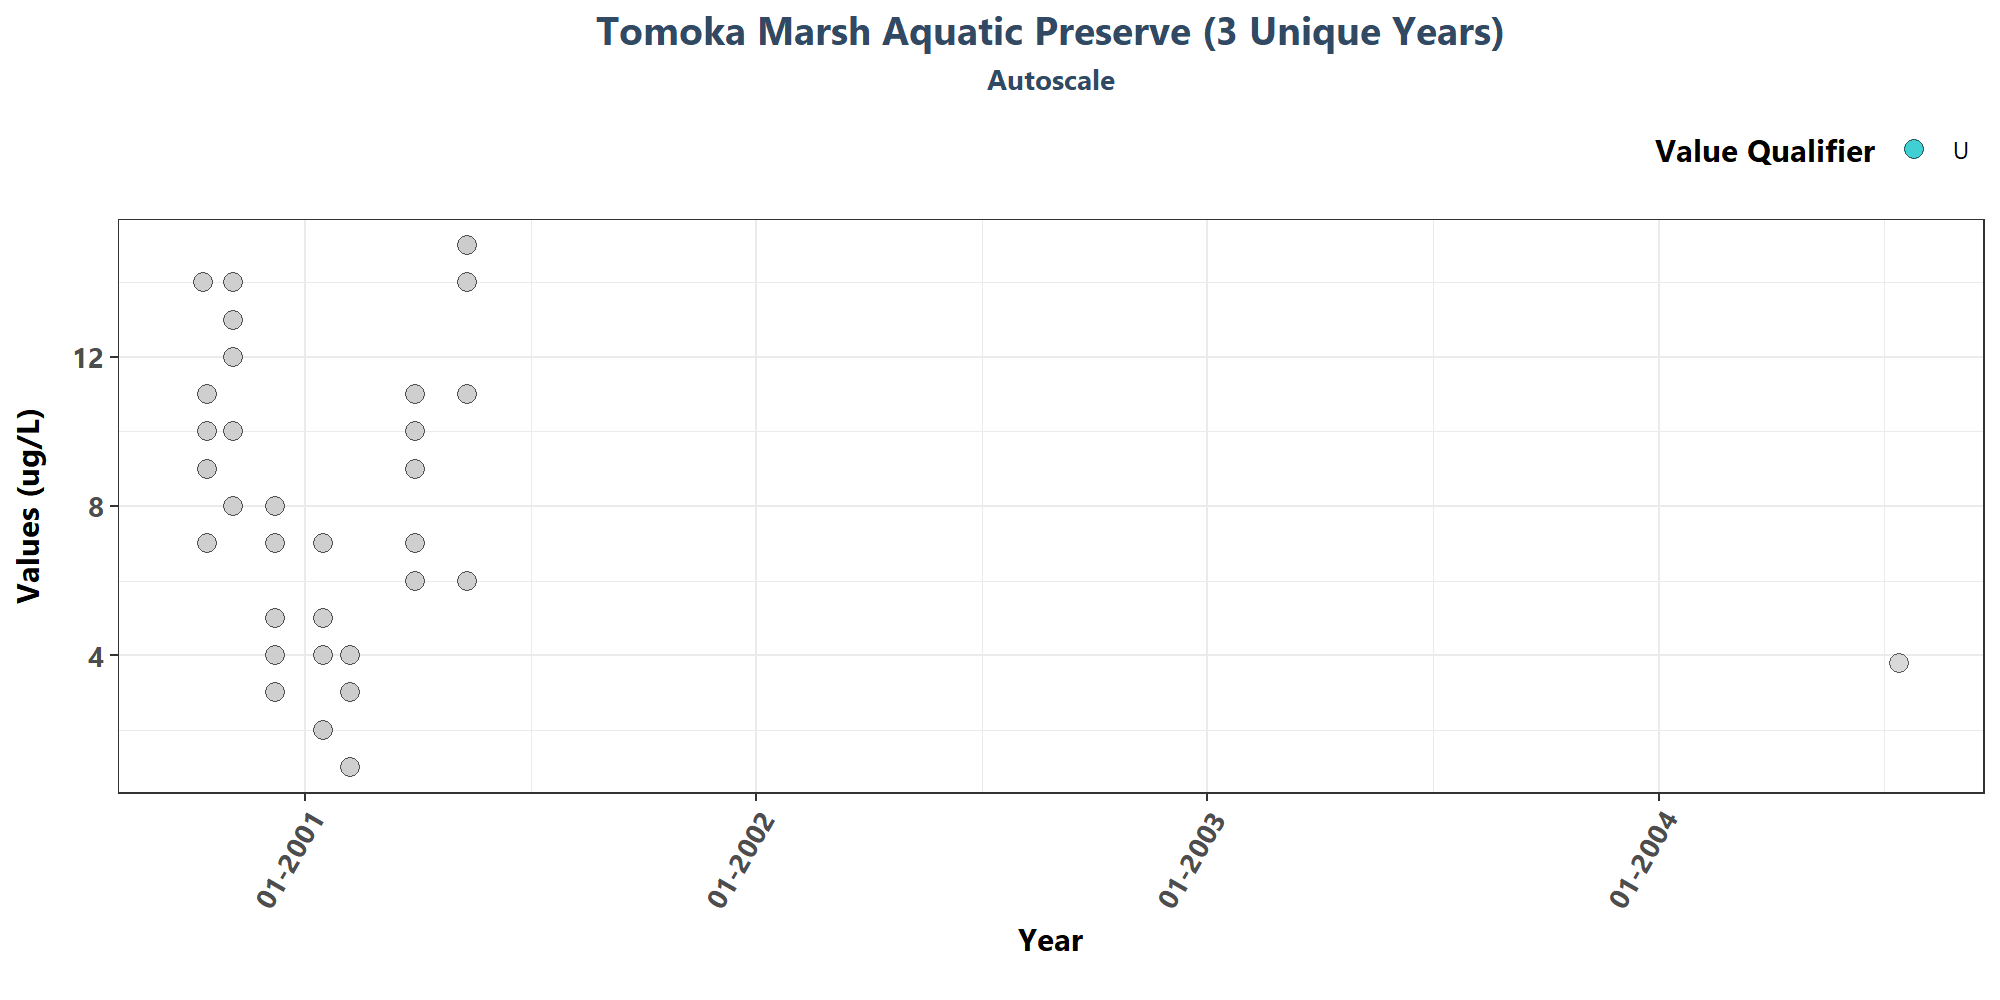 Tomoka Marsh Aquatic Preserve (3 Unique Years)
Autoscale
Value Qualifier U
12
8
4
Values (ug/L)
01-2001 01-2002 01-2003 01-2004
Year